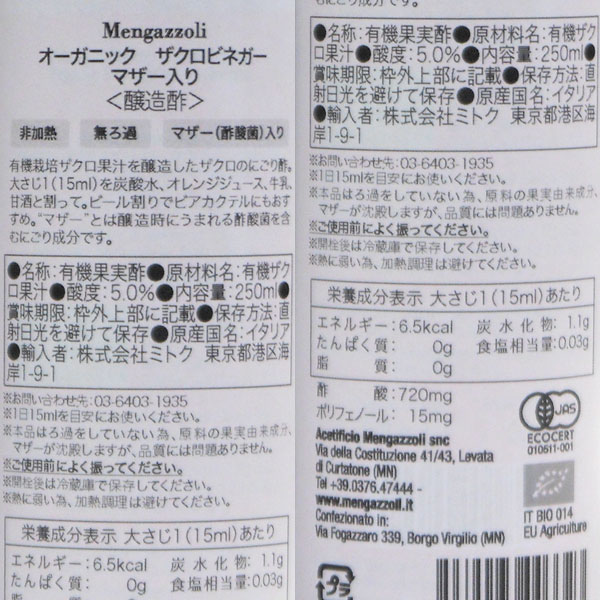 Mengazzoli
オーガニック ザクロビネガー
マザー入り
＜醸造酢＞
非加熱 無ろ過 マザー(酢酸菌)入り
有機栽培ザクロ果汁を醸造したザクロのにごり酢。
大さじ1(15ml)を炭酸水、オレンジジュース、牛乳、
甘酒と割って。ビール割りでビアカクテルにもおす
すめ。“マザー”とは醸造時にうまれる酢酸菌を含
むにごり成分です。
●名称：有機果実酢●原材料名：有機ザク
ロ果汁●酸度：5.0%●内容量：250ml●
賞味期限：枠外上部に記載●保存方法：直
射日光を避けて保存●原産国名：イタリア
●輸入者：株式会社ミトク 東京都港区海
岸1-9-1
※お問い合わせ先：03-6403-1935
※1日15mlを目安にお使いください。
※本品はろ過をしていない為、原料の果実由来成分、
マザーが沈殿しますが、品質には問題ありません。
※ご使用前によく振ってください。
※開栓後は冷蔵庫で保存してください。
※熱に弱い為、加熱調理は避けてください。
栄養成分表示 大さじ1(15ml)あたり
エネルギー：6.5kcal 炭水化物：1.1g
たんぱく質：0g 食塩相当量：0.03g
むにごり成分です。
●名称：有機果実酢●原材料名：有機ザク
ロ果汁●酸度：5.0%●内容量：250ml●
賞味期限：枠外上部に記載●保存方法：直
射日光を避けて保存●原産国名：イタリア
●輸入者：株式会社ミトク 東京都港区海
岸1-9-1
※お問い合わせ先：03-6403-1935
※1日15mlを目安にお使いください。
※本品はろ過をしていない為、原料の果実由来成分、
マザーが沈殿しますが、品質には問題ありません。
※ご使用前によく振ってください。
※開栓後は冷蔵庫で保存してください。
※熱に弱い為、加熱調理は避けてください。
栄養成分表示 大さじ1(15ml)あたり
エネルギー：6.5kcal 炭水化物：1.1g
たんぱく質：0g 食塩相当量：0.03g
脂質：0g
酢酸：720mg
ポリフェノール：15mg
Acetificio Mengazzoli snc
Via della Costituzione 41/43, Levata
di Curtatone (MN)
Tel +39.0376.47444 -
www.mengazzoli.it
Confezionato in:
Via Fogazzaro 339, Borgo Virgilio (MN)
JAS
ECOCERT
010611-001
IT BIO 014
EU Agriculture
プラ